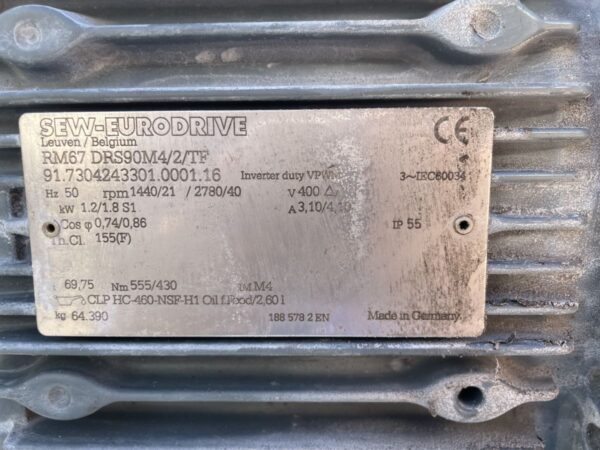 SEW-EURODRIVE
Leuven / Belgium
RM67 DRS90M4/2/TF
91.7304243301.0001.16 Inverter duty VPWM 3~IEC60034
Hz 50 rpm 1440/21 / 2780/40 V 400 △
kW 1.2/1.8 S1 A 3,10/4,10
Cos φ 0,74/0,86 IP 55
Th.Cl. 155(F)
i 69,75 Nm 555/430 IM M4
CLP HC-460-NSF-H1 Oil f.Food/2,60 l
kg 64.390 188 578 2 EN Made in Germany
CE